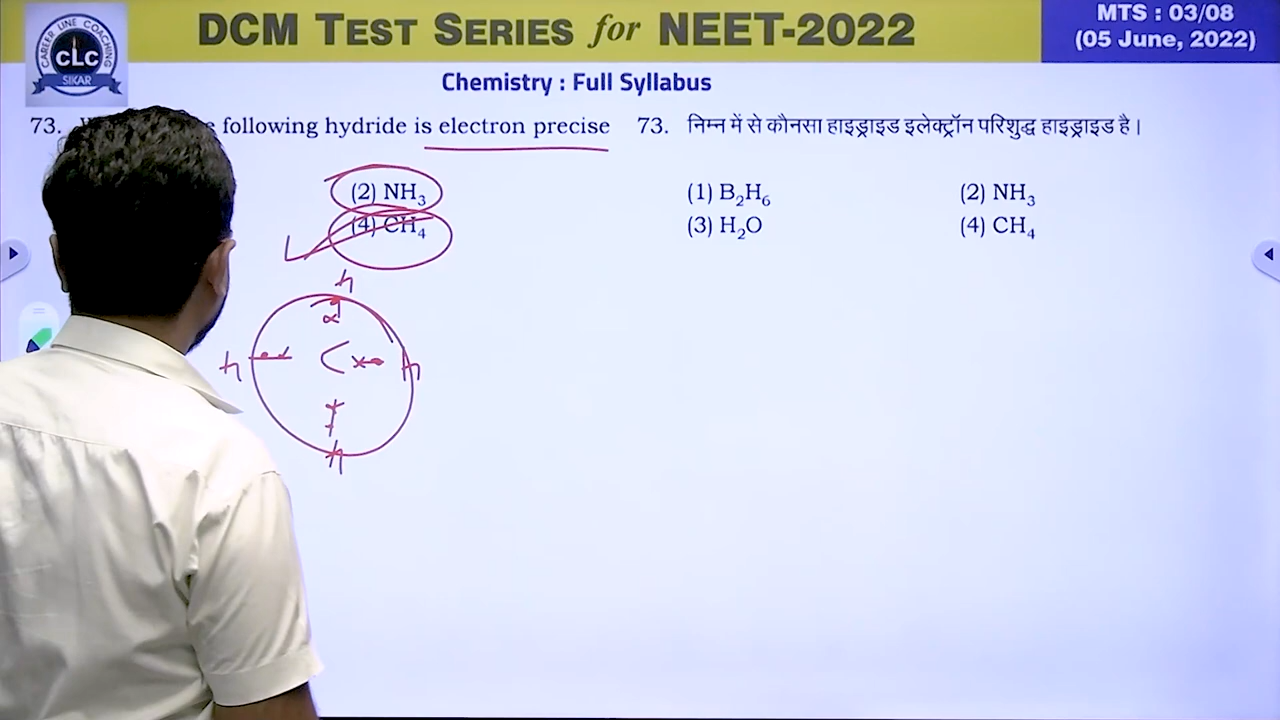 DCM TEST SERIES for NEET-2022
MTS : 03/08
(05 June, 2022)
CAREER LINE COACHING
CLC
SIKAR
Chemistry : Full Syllabus
73. following hydride is electron precise
(2) NH₃
(4) CH₄
73. निम्न में से कौनसा हाइड्राइड इलेक्ट्रॉन परिशुद्ध हाइड्राइड है।
(1) B₂H₆ (2) NH₃
(3) H₂O (4) CH₄
H
H C H
H